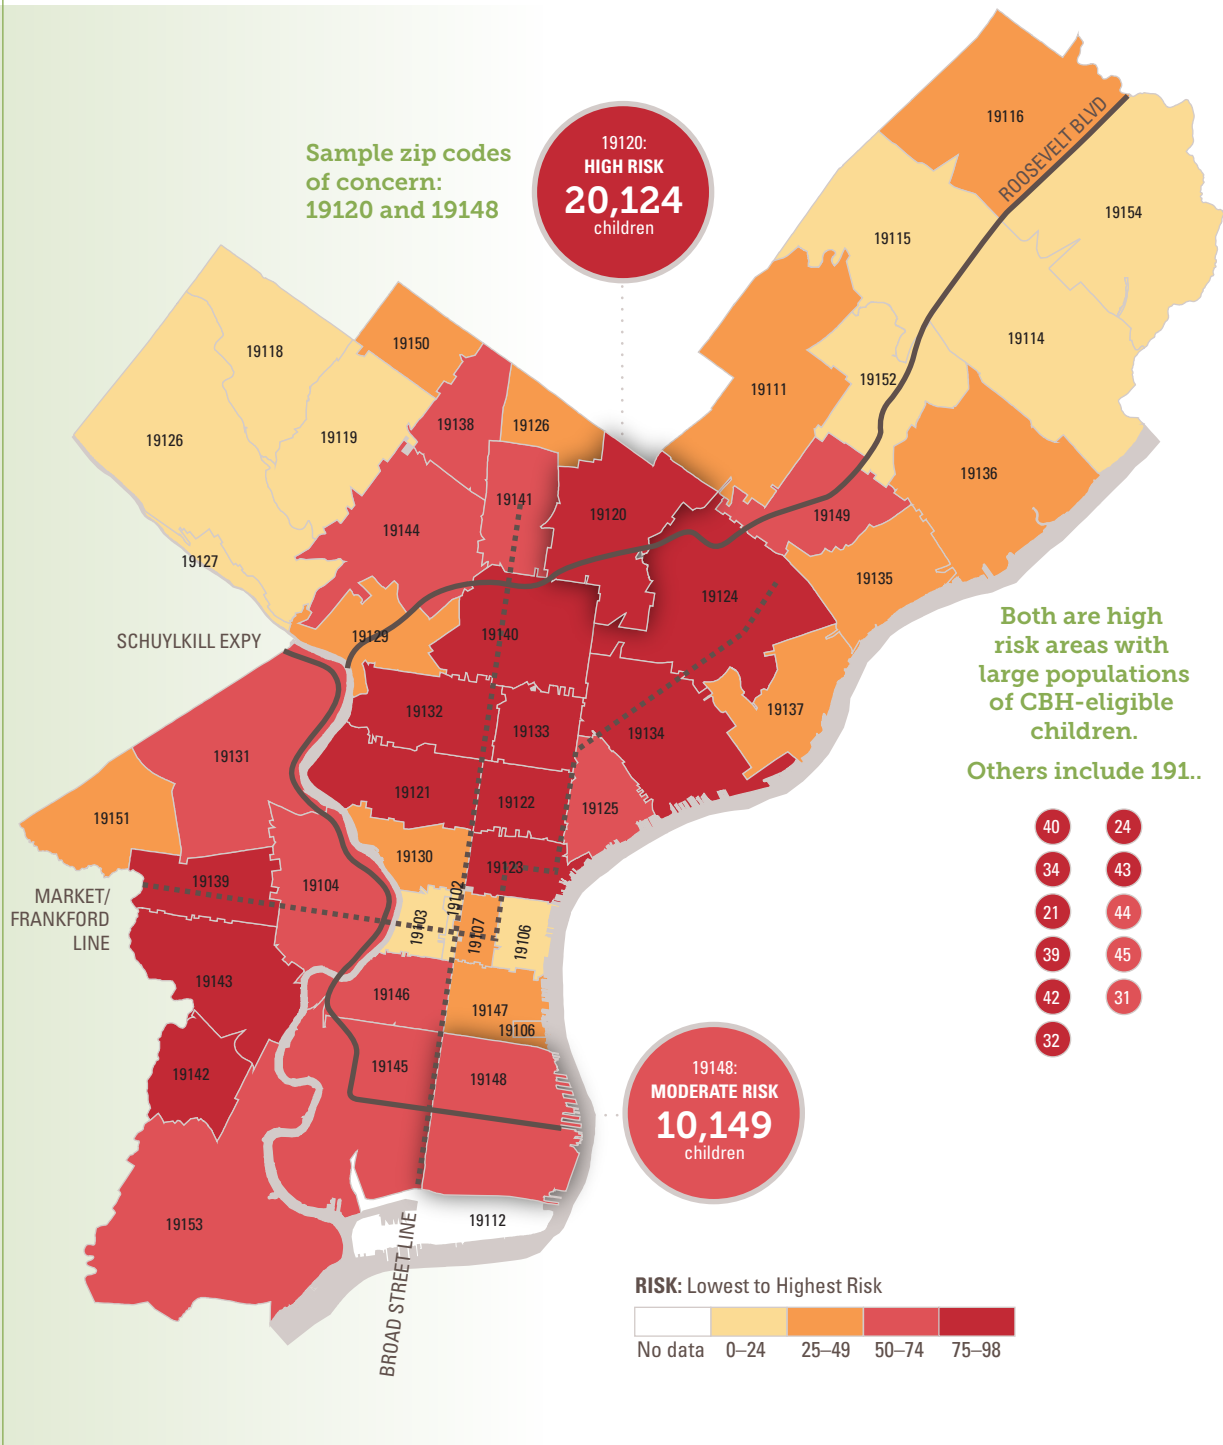 Sample zip codes
of concern:
19120 and 19148
19120:
HIGH RISK
20,124
children
19116
ROOSEVELT BLVD
19154
19115
19114
19152
19111
19136
19150
19118
19138
19126
19119
19126
19141
19120
19149
19144
19127
19135
19124
SCHUYLKILL EXPY
19129
19140
19132
19133
19134
19137
19131
19121
19122
19125
19151
19130
19123
19139
19104
19102
19103
19107
19106
MARKET/
FRANKFORD
LINE
19143
19146
19147
19106
19142
19145
19148
19153
19112
BROAD STREET LINE
Both are high
risk areas with
large populations
of CBH-eligible
children.
Others include 191..
40 24
34 43
21 44
39 45
42 31
32
19148:
MODERATE RISK
10,149
children
RISK: Lowest to Highest Risk
No data 0–24 25–49 50–74 75–98